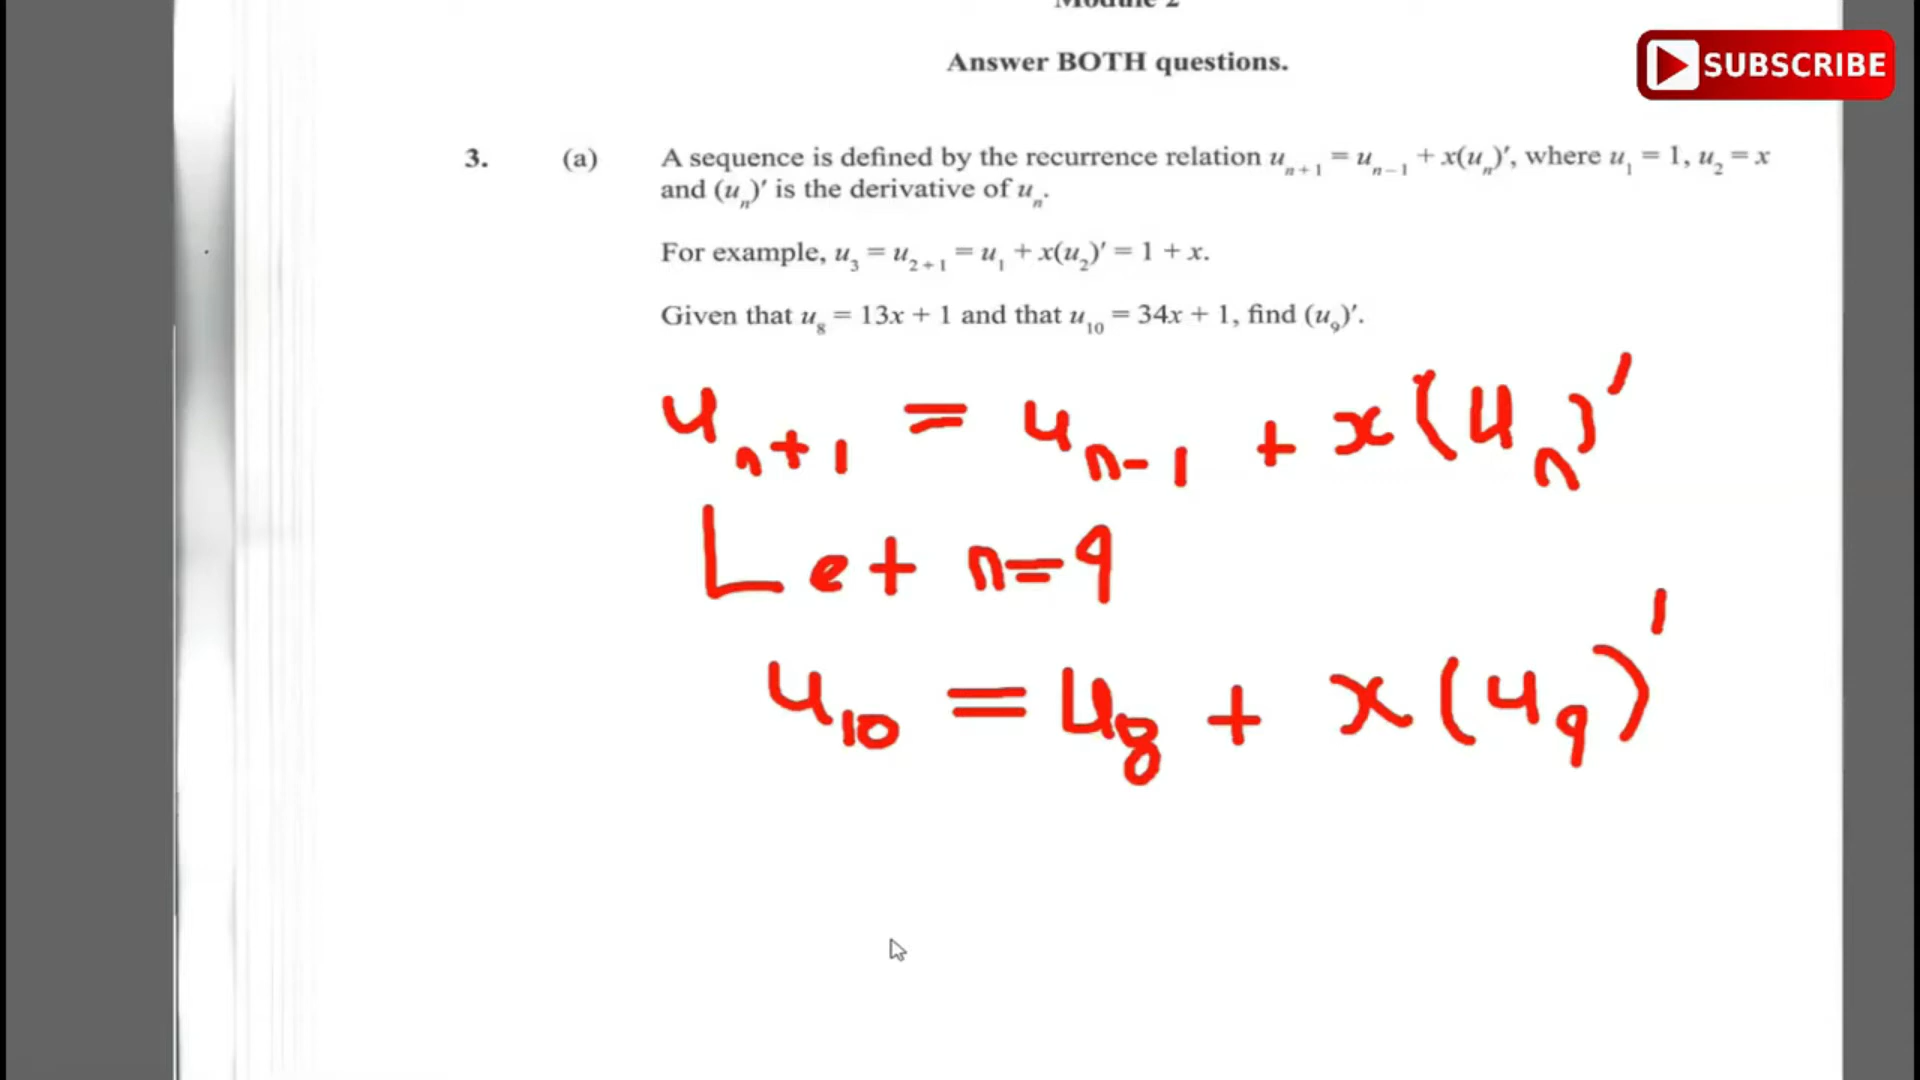 Module 2
Answer BOTH questions.
SUBSCRIBE
3. (a) A sequence is defined by the recurrence relation uₙ₊₁ = uₙ₋₁ + x(uₙ)′, where u₁ = 1, u₂ = x
and (uₙ)′ is the derivative of uₙ.
For example, u₃ = u₂₊₁ = u₁ + x(u₂)′ = 1 + x.
Given that u₈ = 13x + 1 and that u₁₀ = 34x + 1, find (u₉)′.
uₙ₊₁ = uₙ₋₁ + x(uₙ)′
Let n=9
u₁₀ = u₈ + x(u₉)′